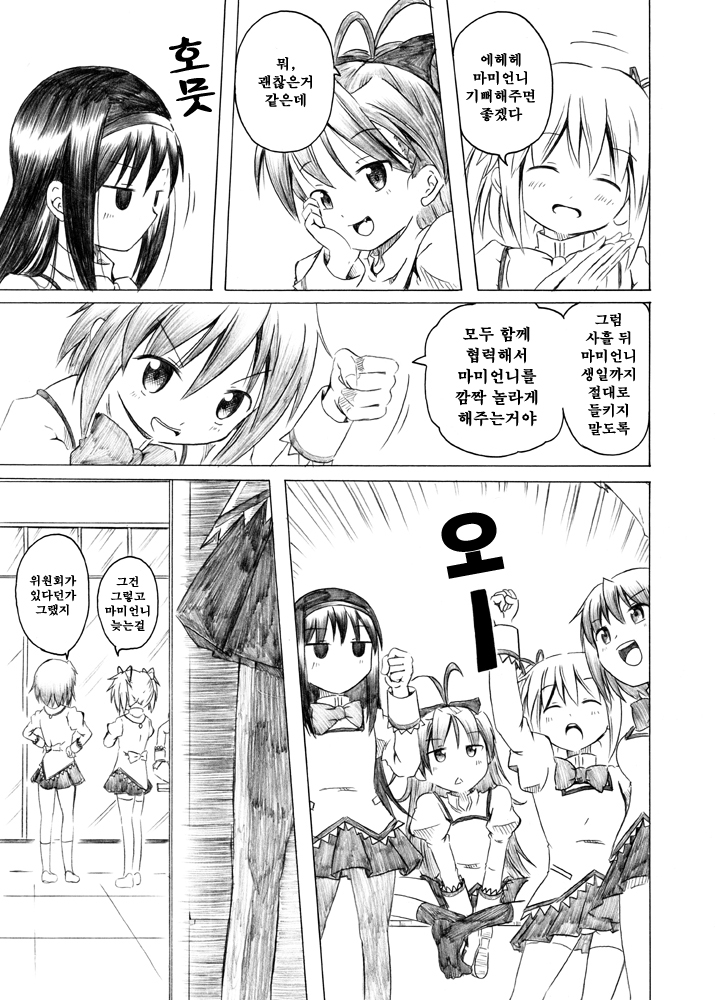 에헤헤
마미언니
기뻐해주면
좋겠다
뭐,
괜찮은거
같은데
호
뭇
그럼
사흘 뒤
마미언니
생일까지
절대로
들키지
말도록
모두 함께
협력해서
마미언니를
깜짝 놀라게
해주는거야
오
ー
그건
그렇고
마미언니
늦는걸
위원회가
있다던가
그랬지